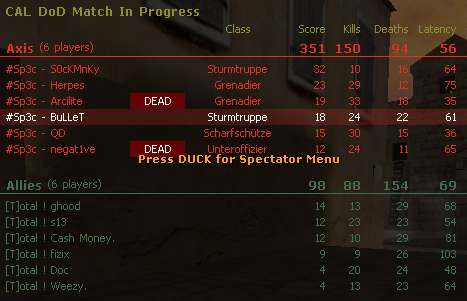 CAL DoD Match In Progress
Class Score Kills Deaths Latency
Axis (6 players) 351 150 94 56
#Sp3c - S0cKMnKy Sturmtruppe 32 10 16 64
#Sp3c - Herpes Grenadier 23 29 12 75
#Sp3c - Arcilite DEAD Grenadier 19 33 18 35
#Sp3c - BuLLeT Sturmtruppe 18 24 22 61
#Sp3c - QD Scharfschütze 15 30 15 36
#Sp3c - negat1ve DEAD Unteroffizier 12 24 11 65
Press DUCK for Spectator Menu
Allies (6 players) 98 88 154 69
[T]otal ! ghood 14 13 29 68
[T]otal ! s13 12 23 23 54
[T]otal ! Cash Money. 12 10 29 81
[T]otal ! fizix 9 9 26 103
[T]otal ! Doc 4 20 24 48
[T]otal ! Weezy. 4 13 23 64